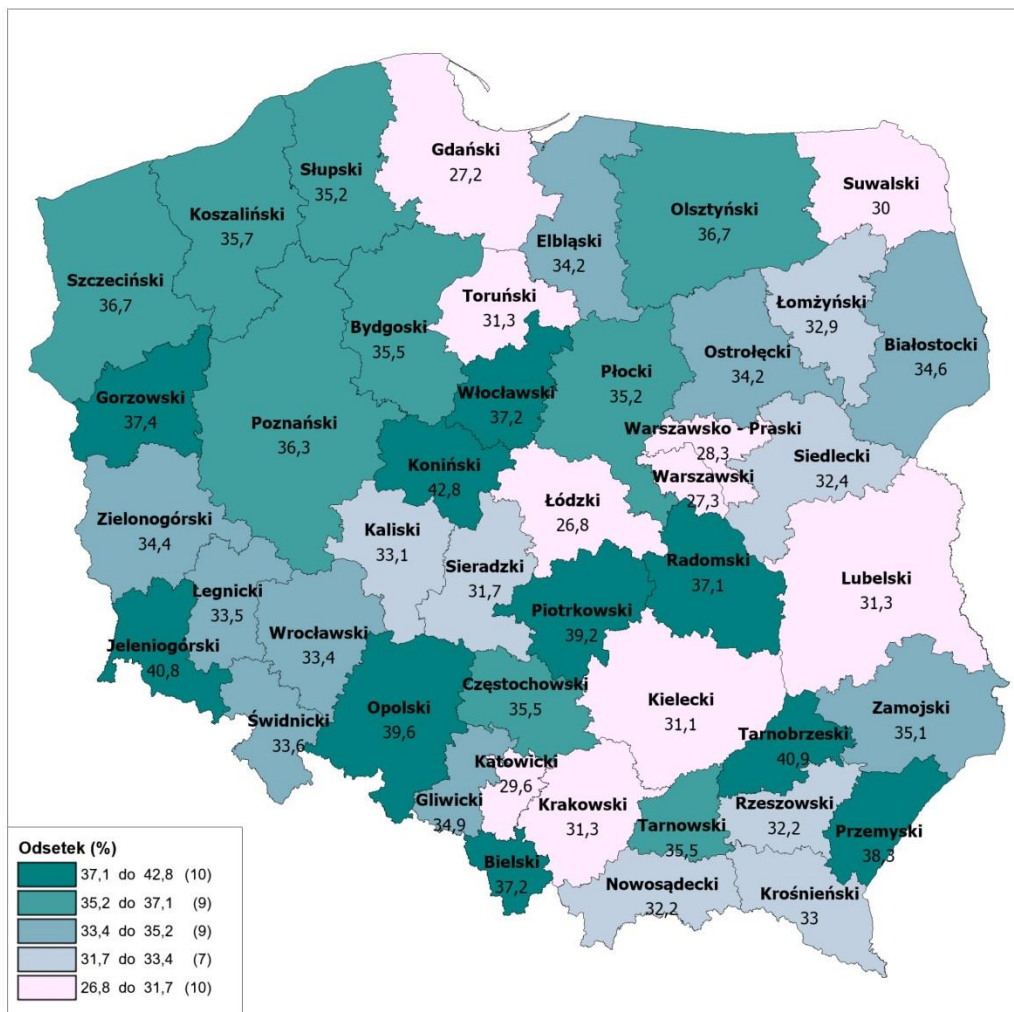 Gdański
27,2
Słupski
35,2
Suwalski
30
Koszaliński
35,7
Olsztyński
36,7
Elbląski
34,2
Szczeciński
36,7
Toruński
31,3
Łomżyński
32,9
Bydgoski
35,5
Białostocki
34,6
Ostrołęcki
34,2
Płocki
35,2
Włocławski
37,2
Gorzowski
37,4
Poznański
36,3
Warszawsko - Praski
28,3
Siedlecki
32,4
Koniński
42,8
Warszawski
27,3
Łódzki
26,8
Zielonogórski
34,4
Kaliski
33,1
Sieradzki
31,7
Radomski
37,1
Lubelski
31,3
Legnicki
33,5
Piotrkowski
39,2
Wrocławski
33,4
Jeleniogórski
40,8
Częstochowski
35,5
Kielecki
31,1
Opolski
39,6
Zamojski
35,1
Świdnicki
33,6
Tarnobrzeski
40,9
Katowicki
29,6
Gliwicki
34,9
Krakowski
31,3
Rzeszowski
32,2
Tarnowski
35,5
Przemyski
38,3
Bielski
37,2
Nowosądecki
32,2
Krośnieński
33
Odsetek (%)
37,1 do 42,8 (10)
35,2 do 37,1 (9)
33,4 do 35,2 (9)
31,7 do 33,4 (7)
26,8 do 31,7 (10)